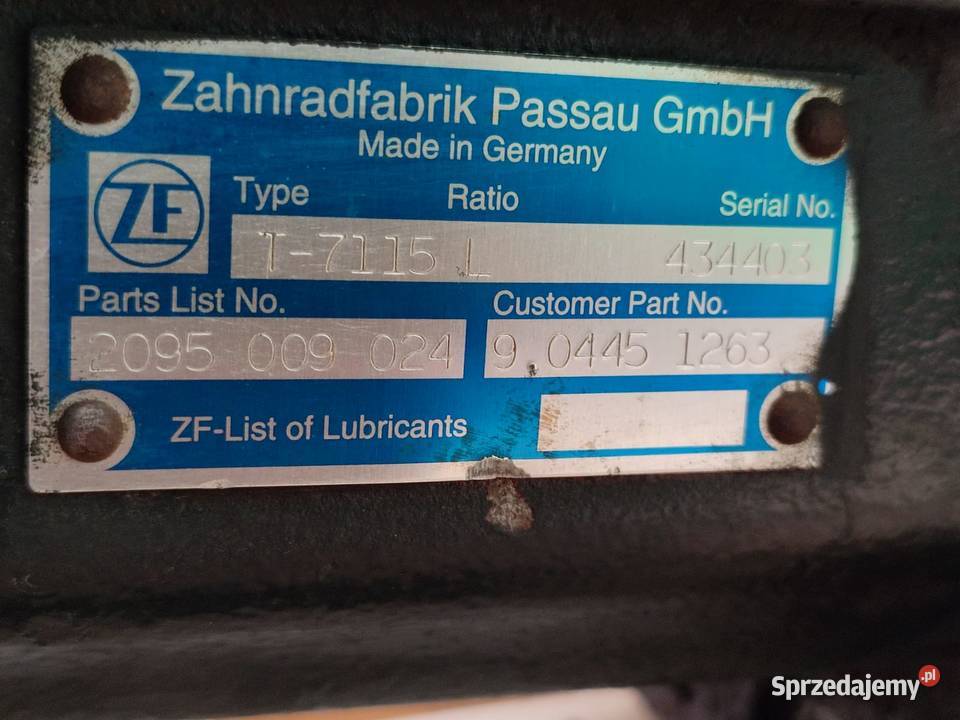 Zahnradfabrik Passau GmbH
Made in Germany
ZF
Type Ratio Serial No.
T-7115 L 434403
Parts List No. Customer Part No.
2095 009 024 9.0445 1263
ZF-List of Lubricants
Sprzedajemy.pl